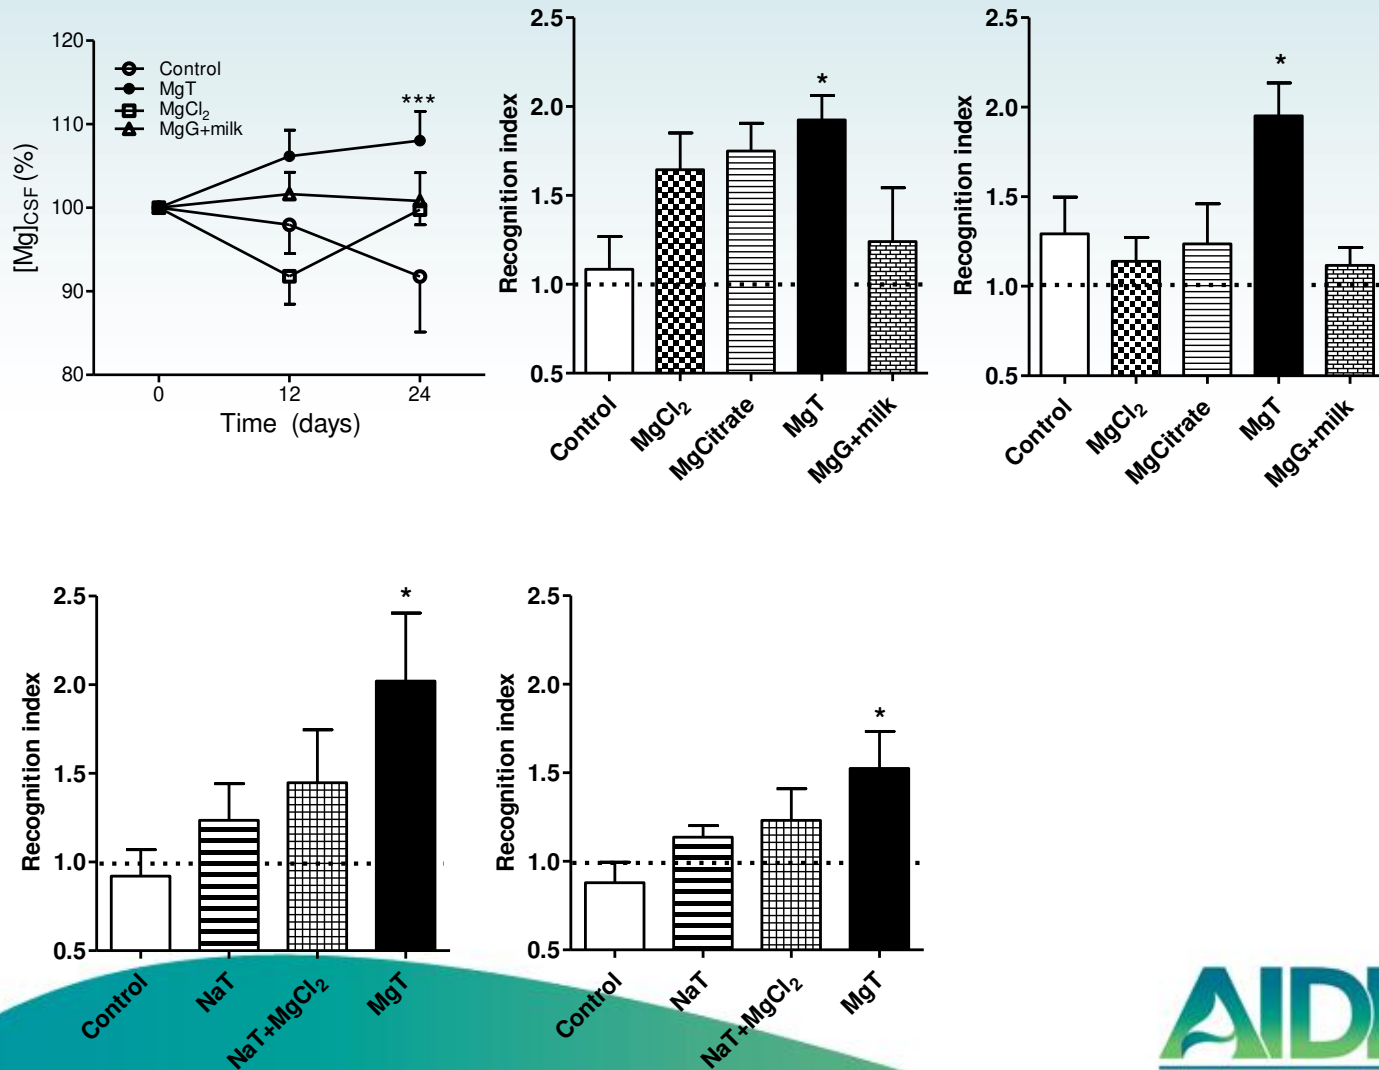 120
110
100
90
80
[Mg]CSF (%)
Control
MgT
MgCl₂
MgG+milk
***
0 12 24
Time (days)
2.5
2.0
1.5
1.0
0.5
Recognition index
*
Control
MgCl₂
MgCitrate
MgT
MgG+milk
2.5
2.0
1.5
1.0
0.5
Recognition index
*
Control
MgCl₂
MgCitrate
MgT
MgG+milk
2.5
2.0
1.5
1.0
0.5
Recognition index
*
Control
NaT
NaT+MgCl₂
MgT
2.5
2.0
1.5
1.0
0.5
Recognition index
*
Control
NaT
NaT+MgCl₂
MgT